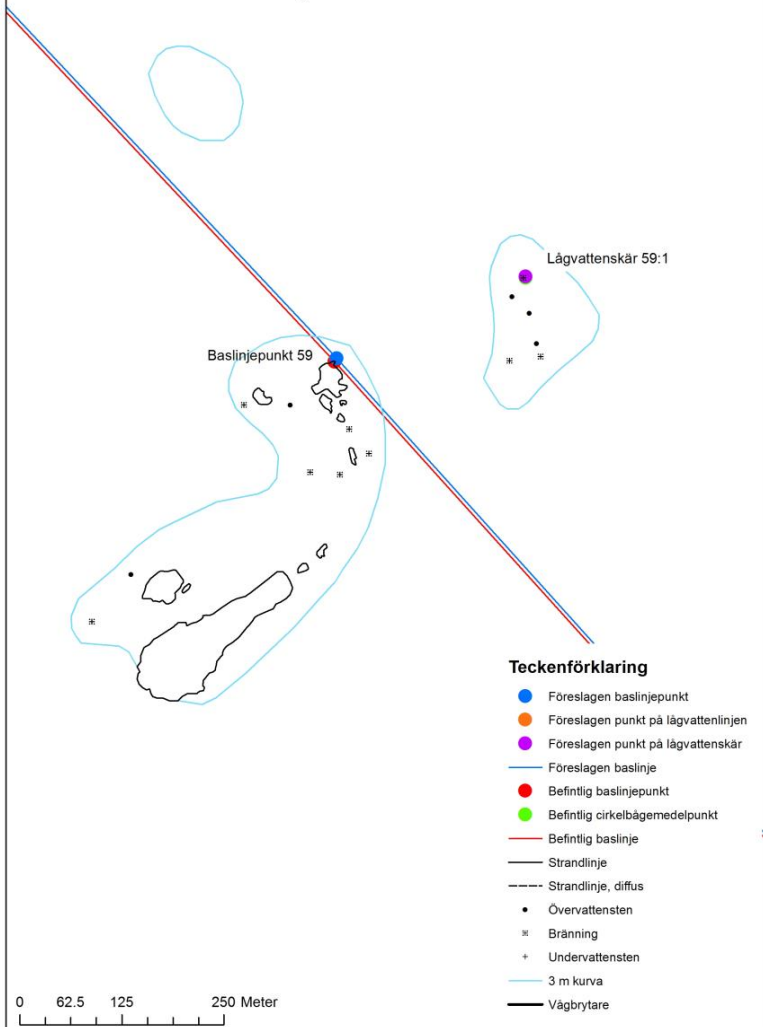 Lågvattenskär 59:1
Baslinjepunkt 59
Teckenförklaring
Föreslagen baslinjepunkt
Föreslagen punkt på lågvattenlinjen
Föreslagen punkt på lågvattenskär
Föreslagen baslinje
Befintlig baslinjepunkt
Befintlig cirkelbågemedelpunkt
Befintlig baslinje
Strandlinje
Strandlinje, diffus
Övervattensten
Bränning
Undervattensten
3 m kurva
Vågbrytare
0 62.5 125 250 Meter